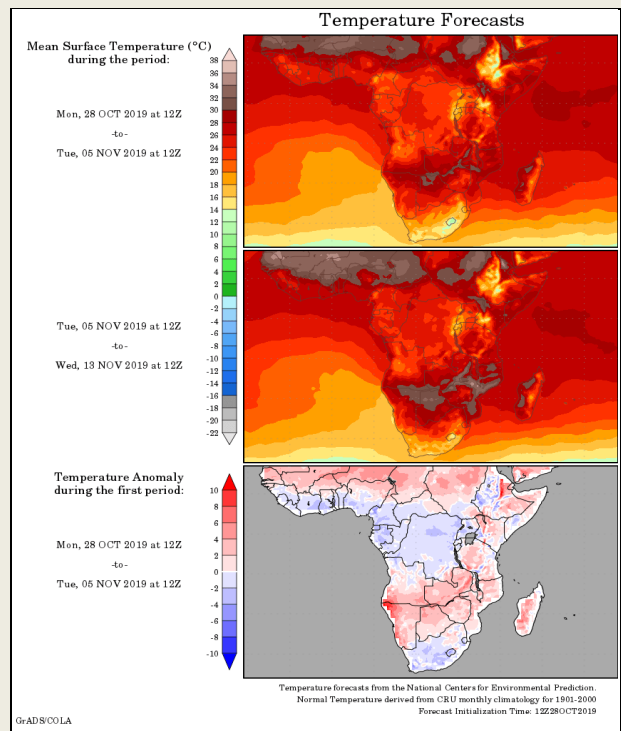 Temperature Forecasts
Mean Surface Temperature (°C)
during the period:
Mon, 28 OCT 2019 at 12Z
-to-
Tue, 05 NOV 2019 at 12Z
38
36
34
32
30
28
26
24
22
20
18
16
14
12
10
8
6
4
2
0
-2
-4
-6
-8
-10
-12
-14
-16
-18
-20
-22
Tue, 05 NOV 2019 at 12Z
-to-
Wed, 13 NOV 2019 at 12Z
Temperature Anomaly
during the first period:
Mon, 28 OCT 2019 at 12Z
-to-
Tue, 05 NOV 2019 at 12Z
10
8
6
4
2
0
-2
-4
-6
-8
-10
Temperature forecasts from the National Centers for Environmental Prediction.
Normal Temperature derived from CRU monthly climatology for 1901-2000
Forecast Initialization Time: 12Z28OCT2019
GrADS/COLA